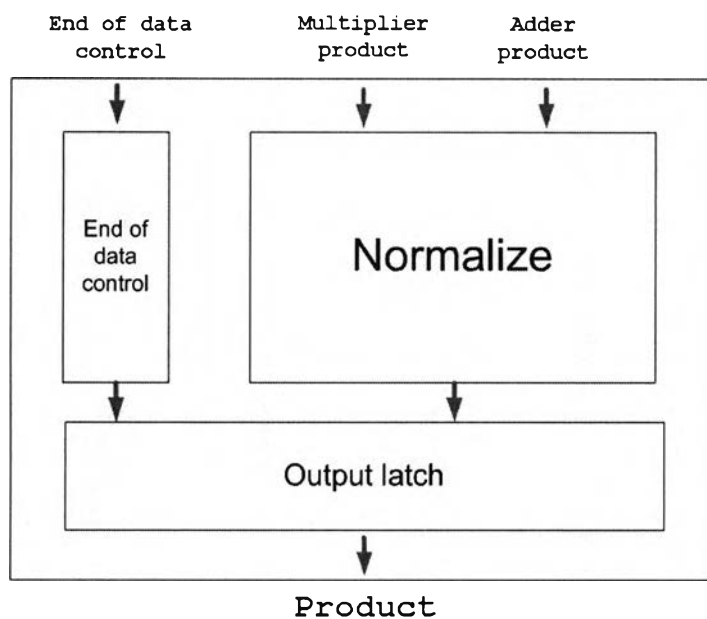 End of data
control
Multiplier
product
Adder
product
End of
data
control
Normalize
Output latch
Product